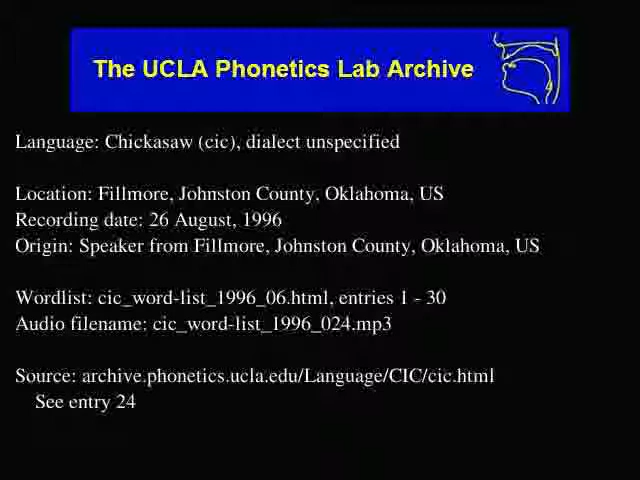 The UCLA Phonetics Lab Archive
Language: Chickasaw (cic), dialect unspecified
Location: Fillmore, Johnston County, Oklahoma, US
Recording date: 26 August, 1996
Origin: Speaker from Fillmore, Johnston County, Oklahoma, US
Wordlist: cic_word-list_1996_06.html, entries 1 - 30
Audio filename: cic_word-list_1996_024.mp3
Source: archive.phonetics.ucla.edu/Language/CIC/cic.html
See entry 24